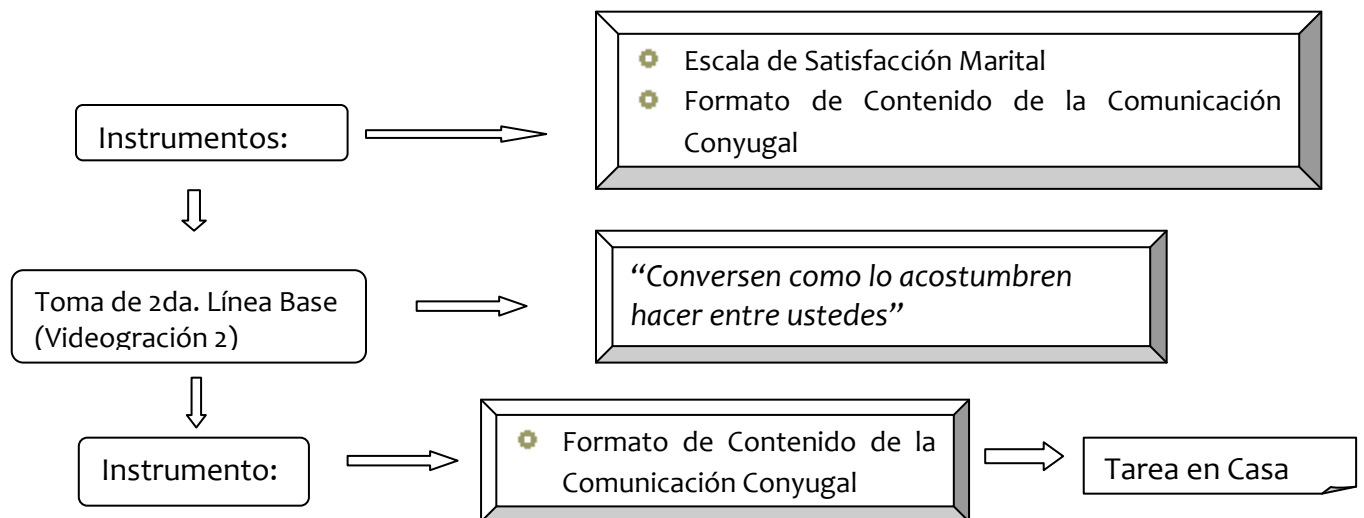 Instrumentos:
Escala de Satisfacción Marital
Formato de Contenido de la Comunicación
Conyugal
Toma de 2da. Línea Base
(Videogración 2)
“Conversen como lo acostumbren
hacer entre ustedes”
Instrumento:
Formato de Contenido de la
Comunicación Conyugal
Tarea en Casa